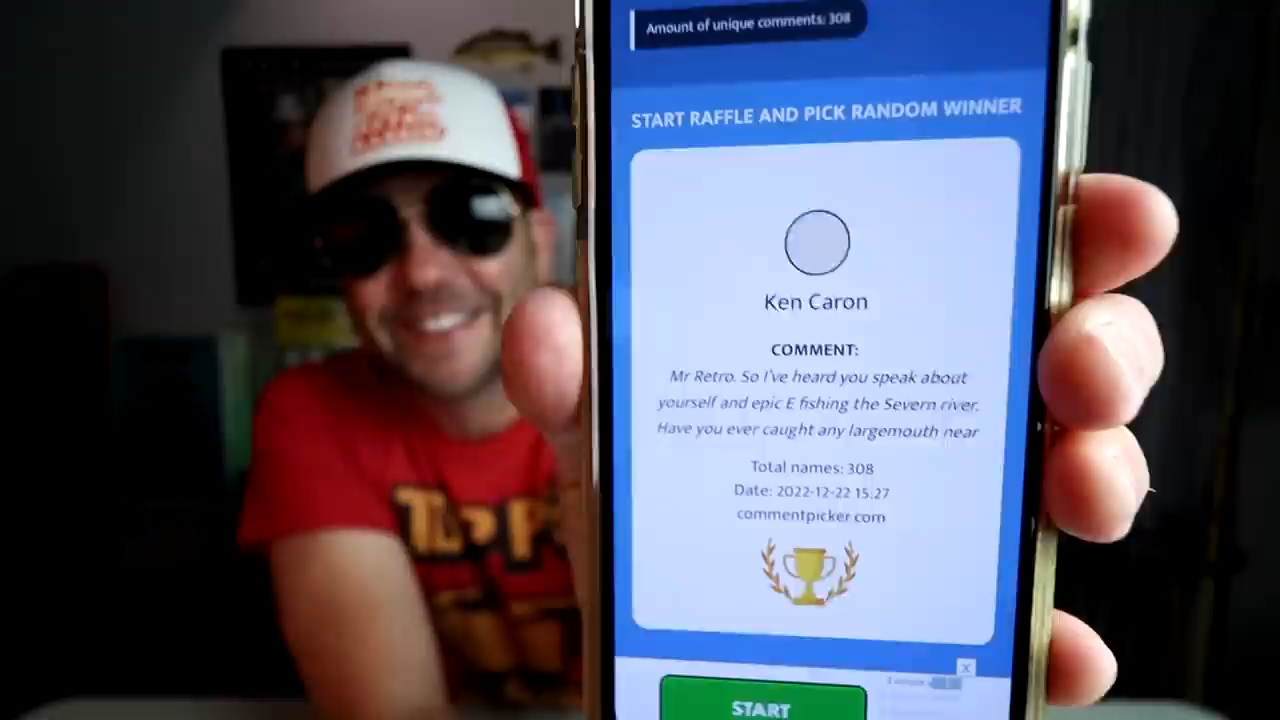 Amount of unique comments: 308
START RAFFLE AND PICK RANDOM WINNER
Ken Caron
COMMENT:
Mr Retro. So I've heard you speak about
yourself and epic E fishing the Severn river.
Have you ever caught any largemouth near
Total names: 308
Date: 2022-12-22 15:27
commentpicker.com
X
START